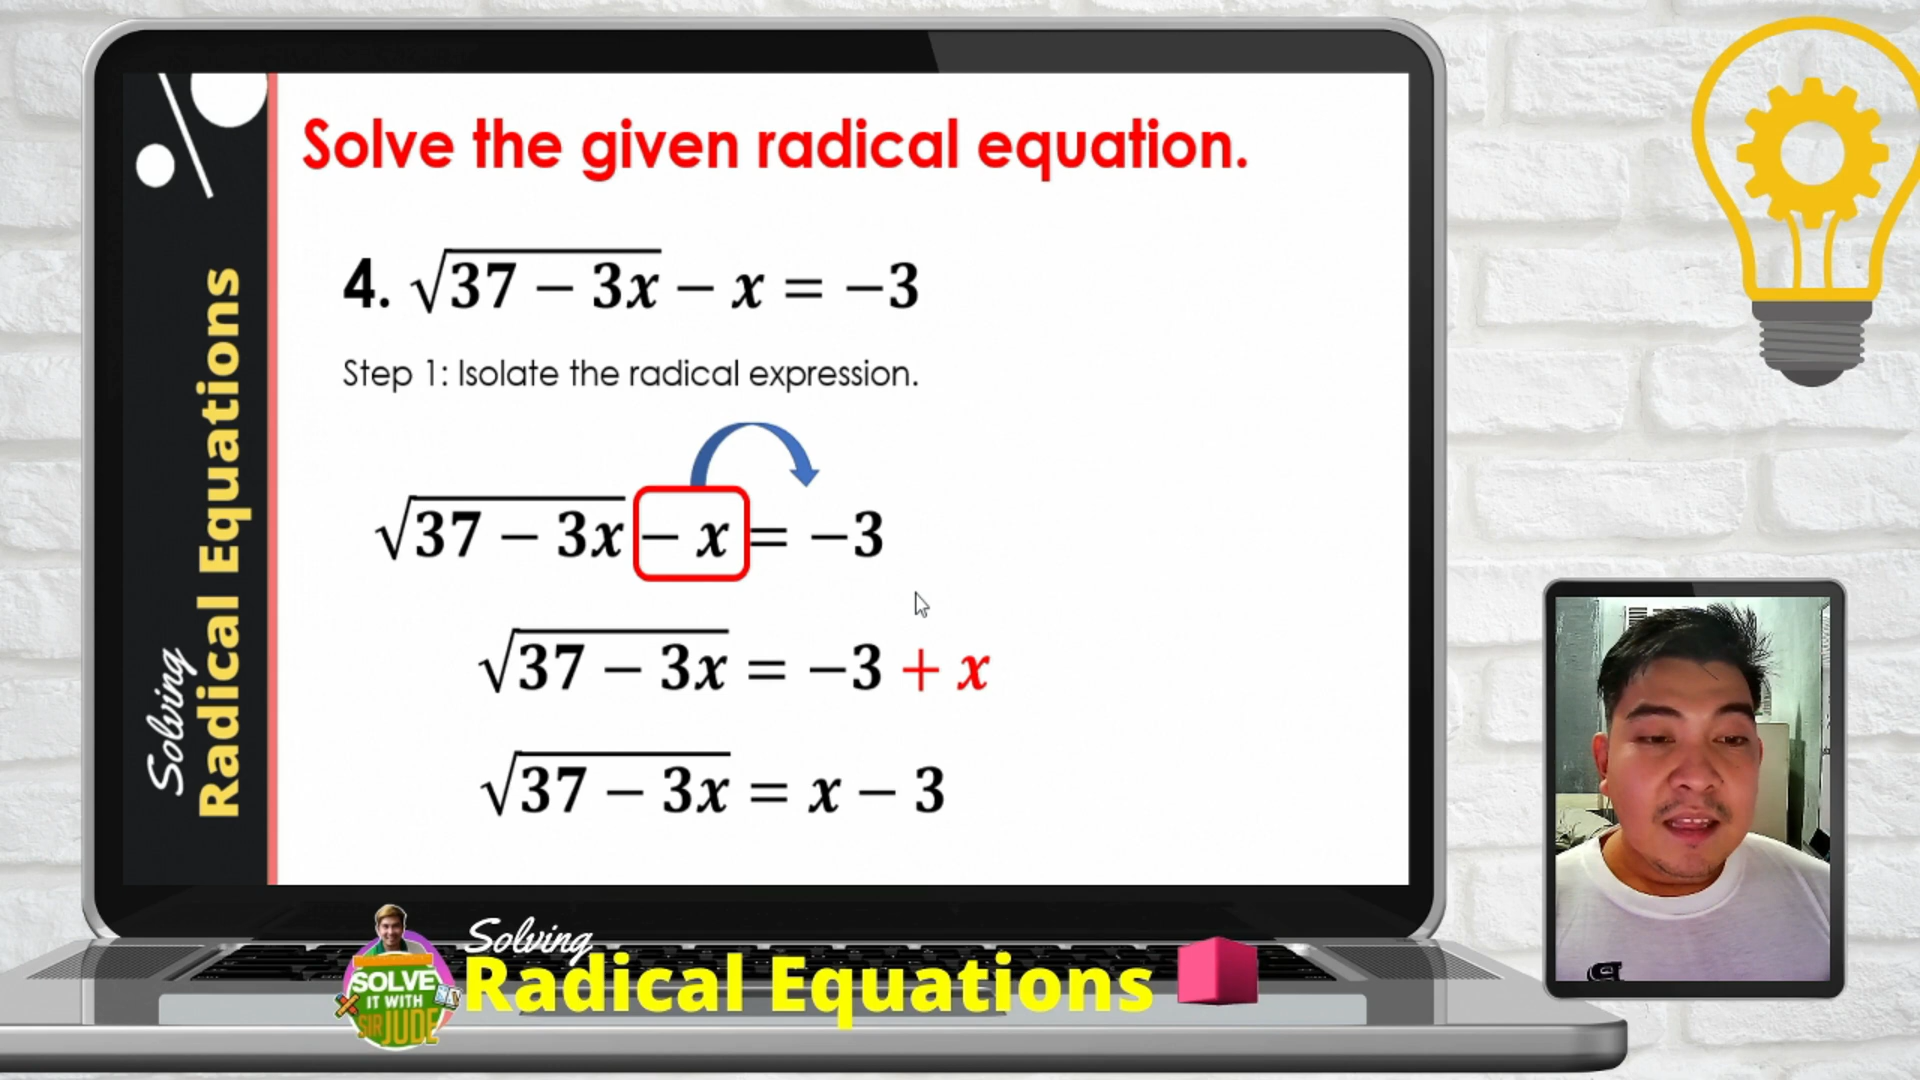 Solve the given radical equation.
4. √37 − 3x − x = −3
Step 1: Isolate the radical expression.
√37 − 3x − x = −3
√37 − 3x = −3 + x
√37 − 3x = x − 3
Solving
Radical Equations
SOLVE
IT WITH
SIR JUDE
Solving
Radical Equations